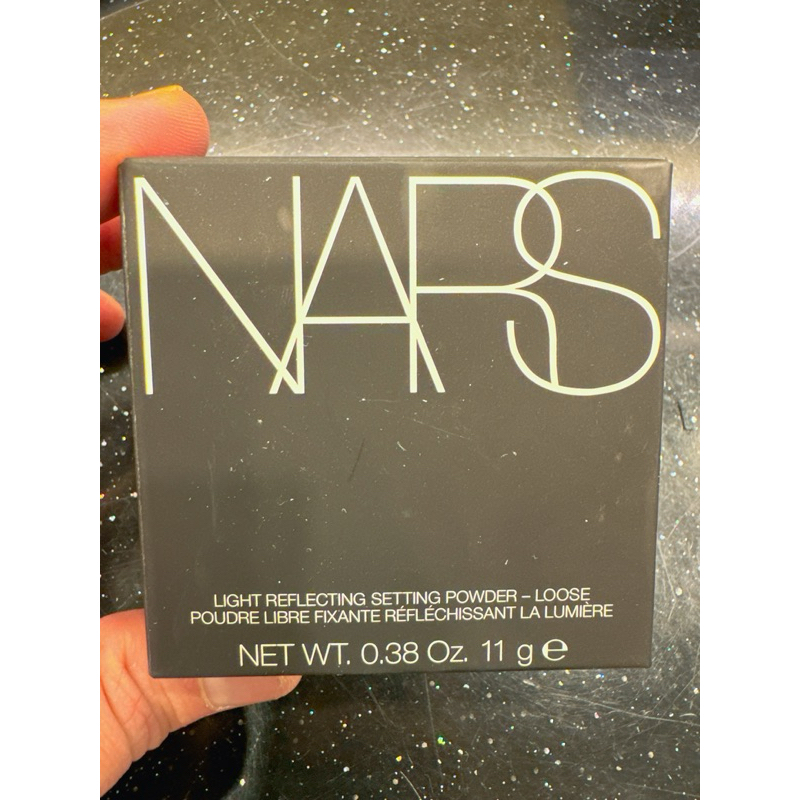 NARS
LIGHT REFLECTING SETTING POWDER – LOOSE
POUDRE LIBRE FIXANTE RÉFLÉCHISSANT LA LUMIÈRE
NET WT. 0.38 Oz. 11 g ℮